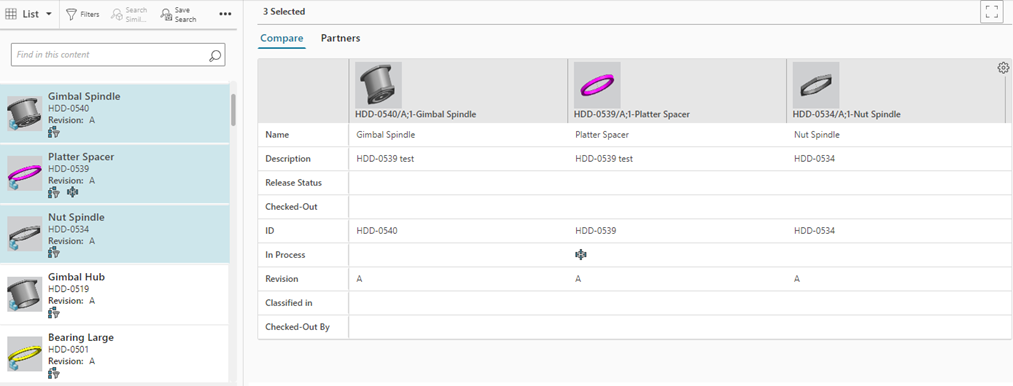 List
Filters
Search
Simil...
Save
Search
Find in this content
Gimbal Spindle
HDD-0540
Revision: A
Platter Spacer
HDD-0539
Revision: A
Nut Spindle
HDD-0534
Revision: A
Gimbal Hub
HDD-0519
Revision: A
Bearing Large
HDD-0501
Revision: A
3 Selected
Compare Partners
HDD-0540/A;1-Gimbal Spindle HDD-0539/A;1-Platter Spacer HDD-0534/A;1-Nut Spindle
Name Gimbal Spindle Platter Spacer Nut Spindle
Description HDD-0539 test HDD-0539 test HDD-0534
Release Status
Checked-Out
ID HDD-0540 HDD-0539 HDD-0534
In Process
Revision A A A
Classified in
Checked-Out By